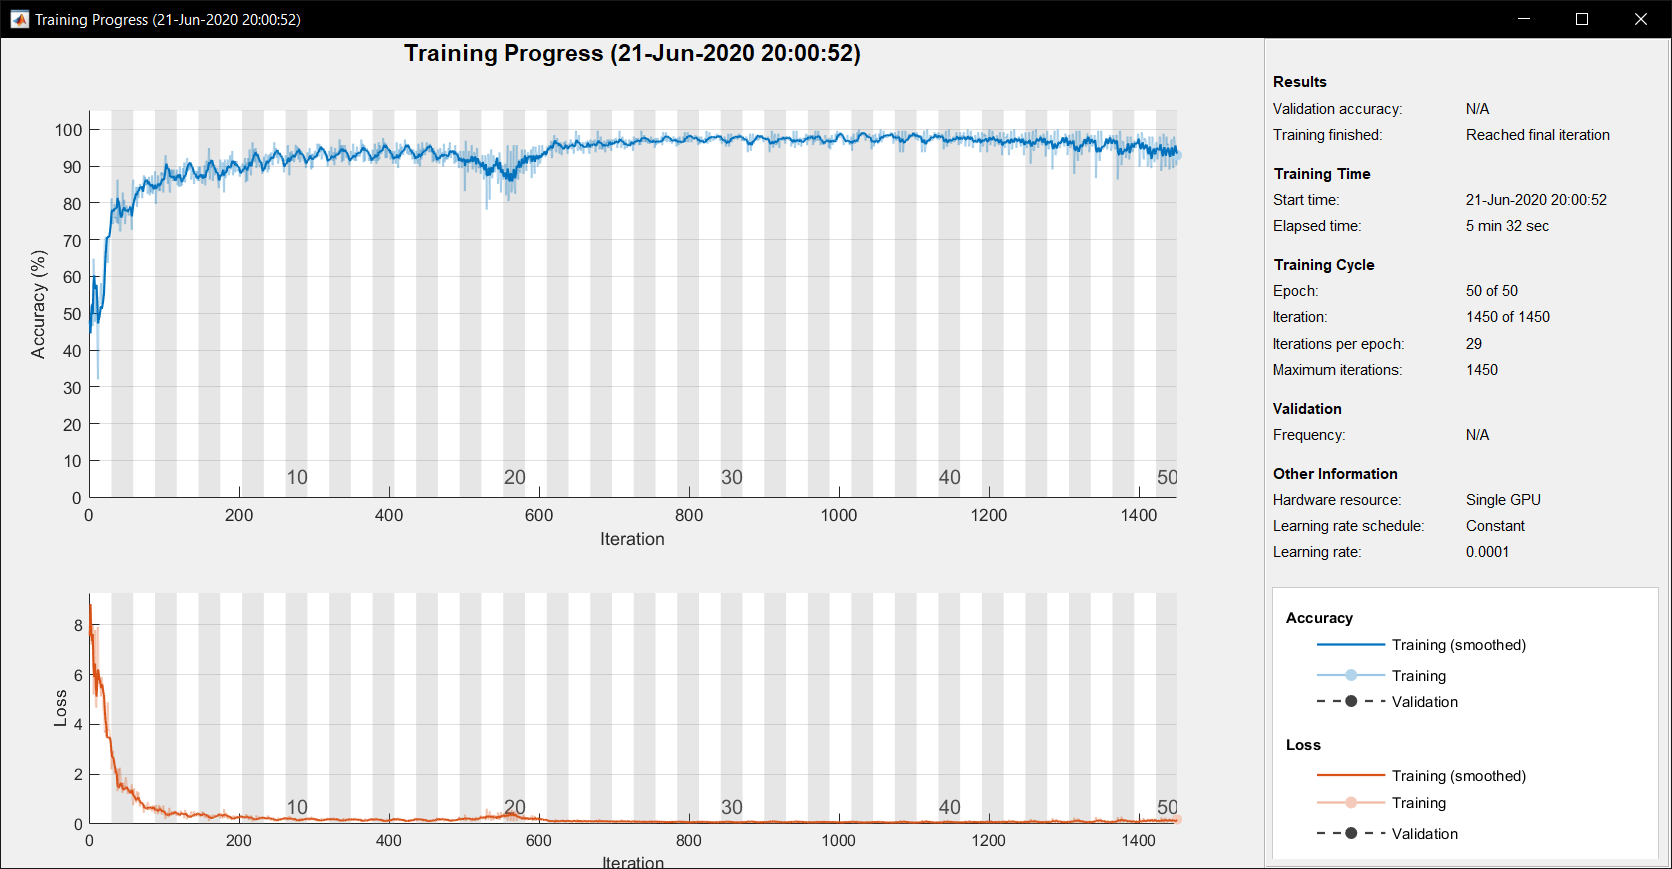 Training Progress (21-Jun-2020 20:00:52)
Training Progress (21-Jun-2020 20:00:52)
100
90
80
70
60
50
40
30
20
10
0
Accuracy (%)
10 20 30 40 50
0 200 400 600 800 1000 1200 1400
Iteration
8
6
4
2
0
Loss
10 20 30 40 50
0 200 400 600 800 1000 1200 1400
Iteration
Results
Validation accuracy: N/A
Training finished: Reached final iteration
Training Time
Start time: 21-Jun-2020 20:00:52
Elapsed time: 5 min 32 sec
Training Cycle
Epoch: 50 of 50
Iteration: 1450 of 1450
Iterations per epoch: 29
Maximum iterations: 1450
Validation
Frequency: N/A
Other Information
Hardware resource: Single GPU
Learning rate schedule: Constant
Learning rate: 0.0001
Accuracy
Training (smoothed)
Training
Validation
Loss
Training (smoothed)
Training
Validation